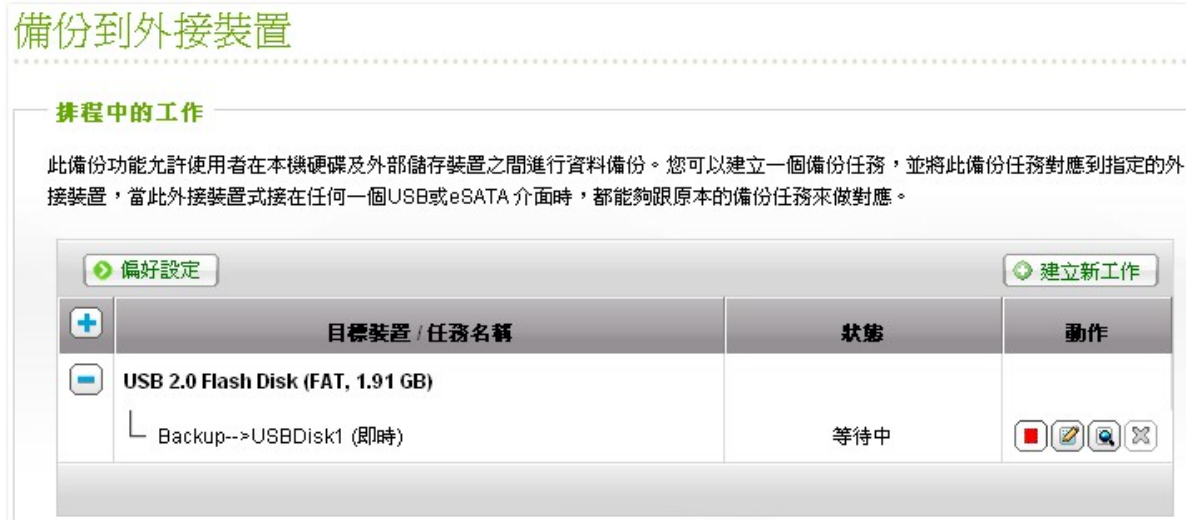 備份到外接裝置
排程中的工作
此備份功能允許使用者在本機硬碟及外部儲存裝置之間進行資料備份。您可以建立一個備份任務，並將此備份任務對應到指定的外
接裝置，當此外接裝置式接在任何一個USB或eSATA 介面時，都能夠跟原本的備份任務來做對應。
偏好設定 建立新工作
目標裝置 / 任務名稱 狀態 動作
USB 2.0 Flash Disk (FAT, 1.91 GB)
Backup-->USBDisk1 (即時) 等待中